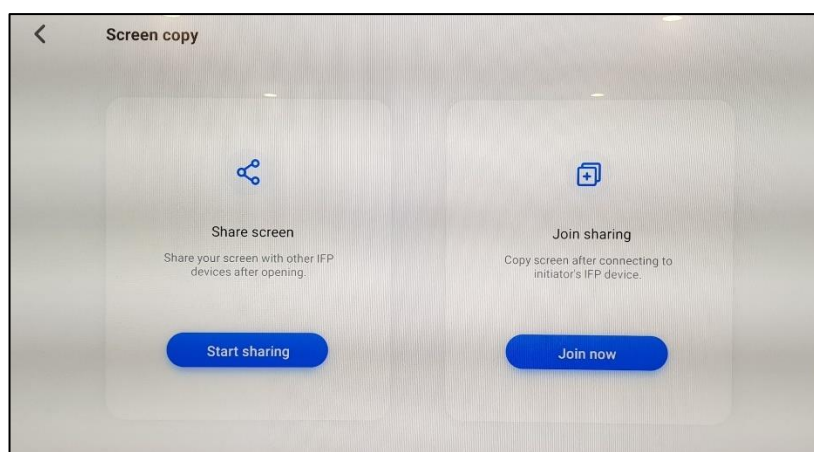 Screen copy
Share screen
Share your screen with other IFP
devices after opening.
Start sharing
Join sharing
Copy screen after connecting to
initiator's IFP device.
Join now